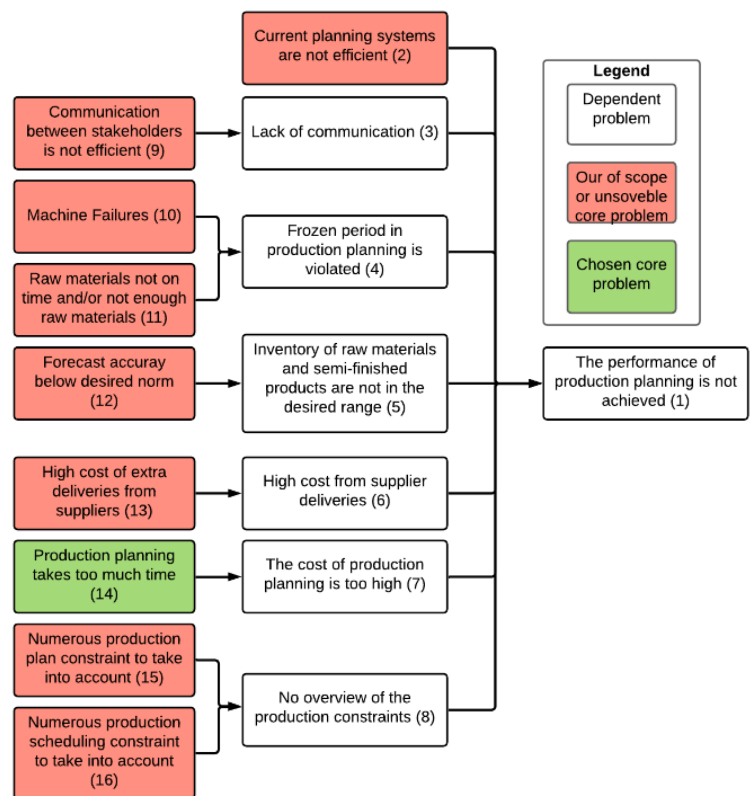 Current planning systems
are not efficient (2)
Communication
between stakeholders
is not efficient (9)
Lack of communication (3)
Machine Failures (10)
Raw materials not on
time and/or not enough
raw materials (11)
Frozen period in
production planning is
violated (4)
Forecast accuray
below desired norm
(12)
Inventory of raw materials
and semi-finished
products are not in the
desired range (5)
High cost of extra
deliveries from
suppliers (13)
High cost from supplier
deliveries (6)
Production planning
takes too much time
(14)
The cost of production
planning is too high (7)
Numerous production
plan constraint to take
into account (15)
Numerous production
scheduling constraint
to take into account
(16)
No overview of the
production constraints (8)
The performance of
production planning is not
achieved (1)
Legend
Dependent
problem
Our of scope
or unsoveble
core problem
Chosen core
problem